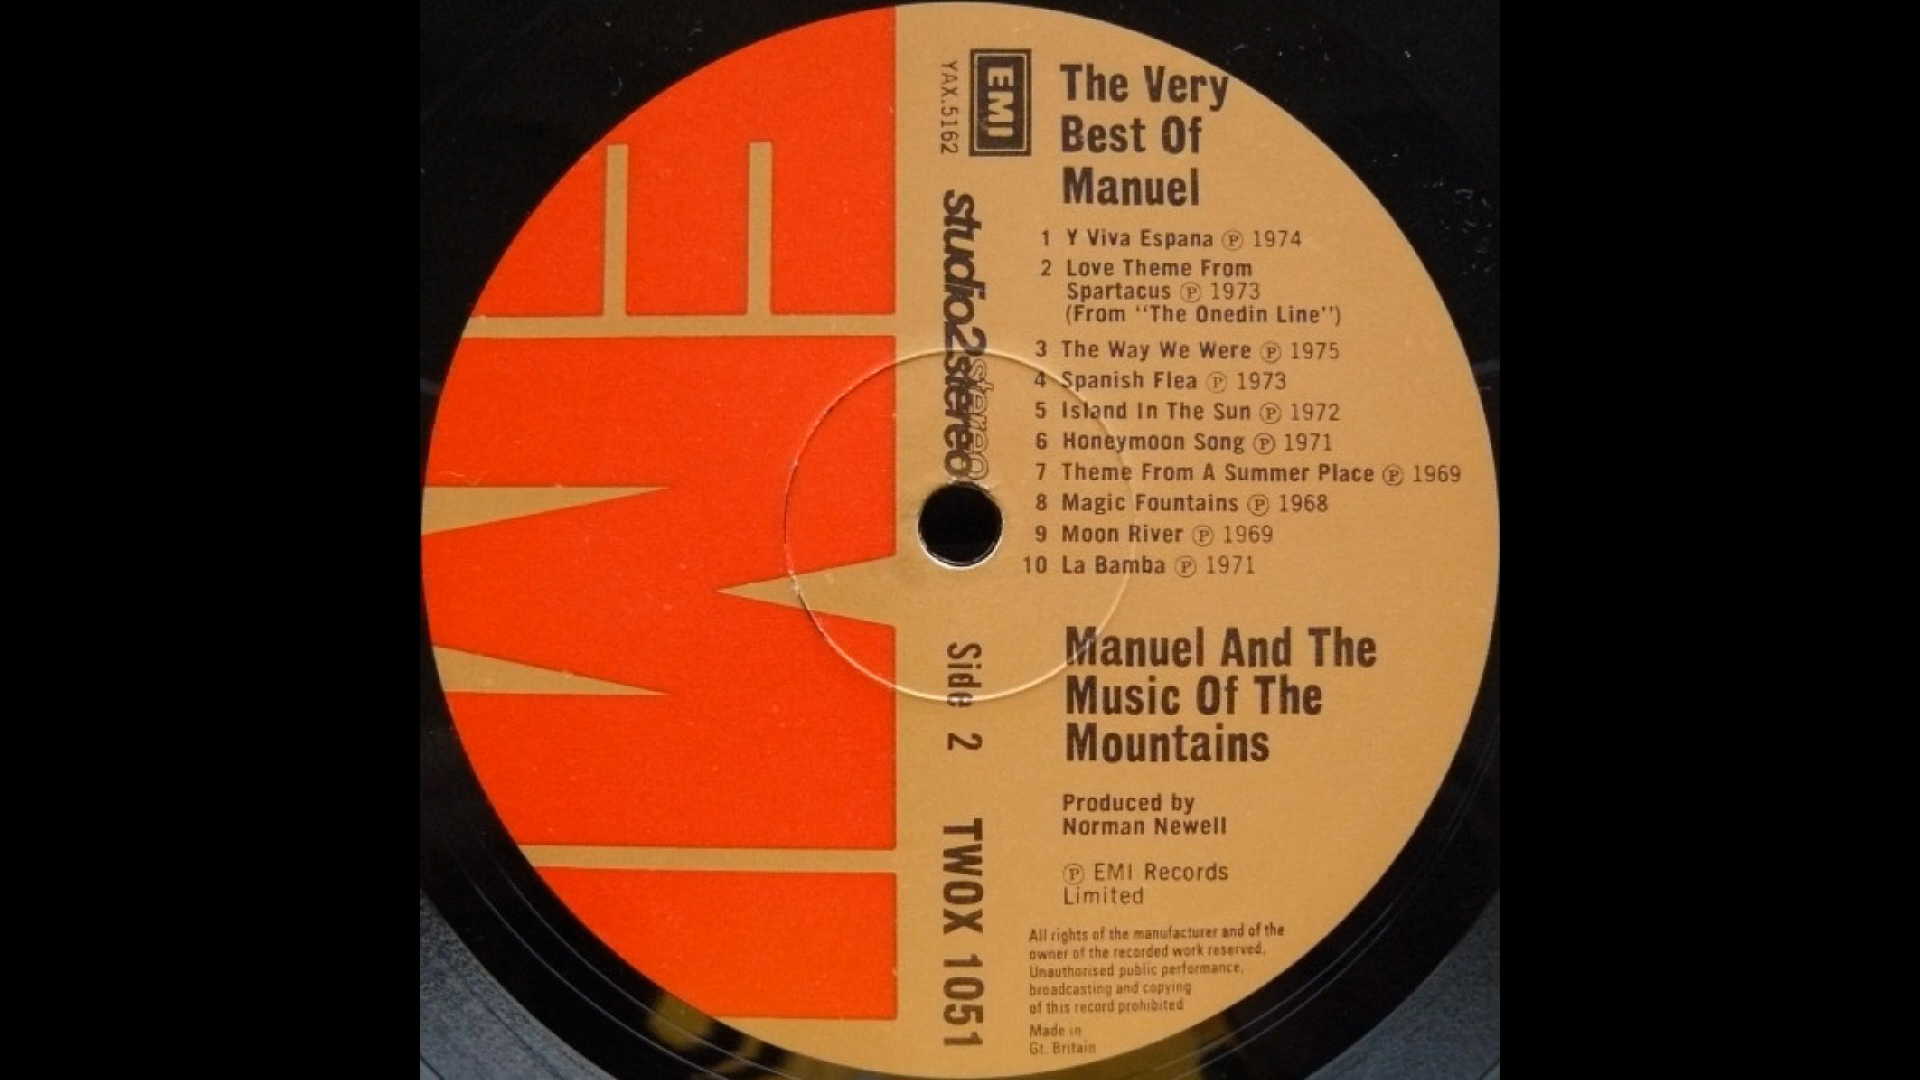 EMI
YAX.5162
studio2stereo
stereo
Side 2
TWOX 1051
The Very
Best Of
Manuel
1 Y Viva Espana ℗ 1974
2 Love Theme From
Spartacus ℗ 1973
(From "The Onedin Line")
3 The Way We Were ℗ 1975
4 Spanish Flea ℗ 1973
5 Island In The Sun ℗ 1972
6 Honeymoon Song ℗ 1971
7 Theme From A Summer Place ℗ 1969
8 Magic Fountains ℗ 1968
9 Moon River ℗ 1969
10 La Bamba ℗ 1971
Manuel And The
Music Of The
Mountains
Produced by
Norman Newell
℗ EMI Records
Limited
All rights of the manufacturer and of the
owner of the recorded work reserved.
Unauthorised public performance,
broadcasting and copying
of this record prohibited
Made in
Gt. Britain